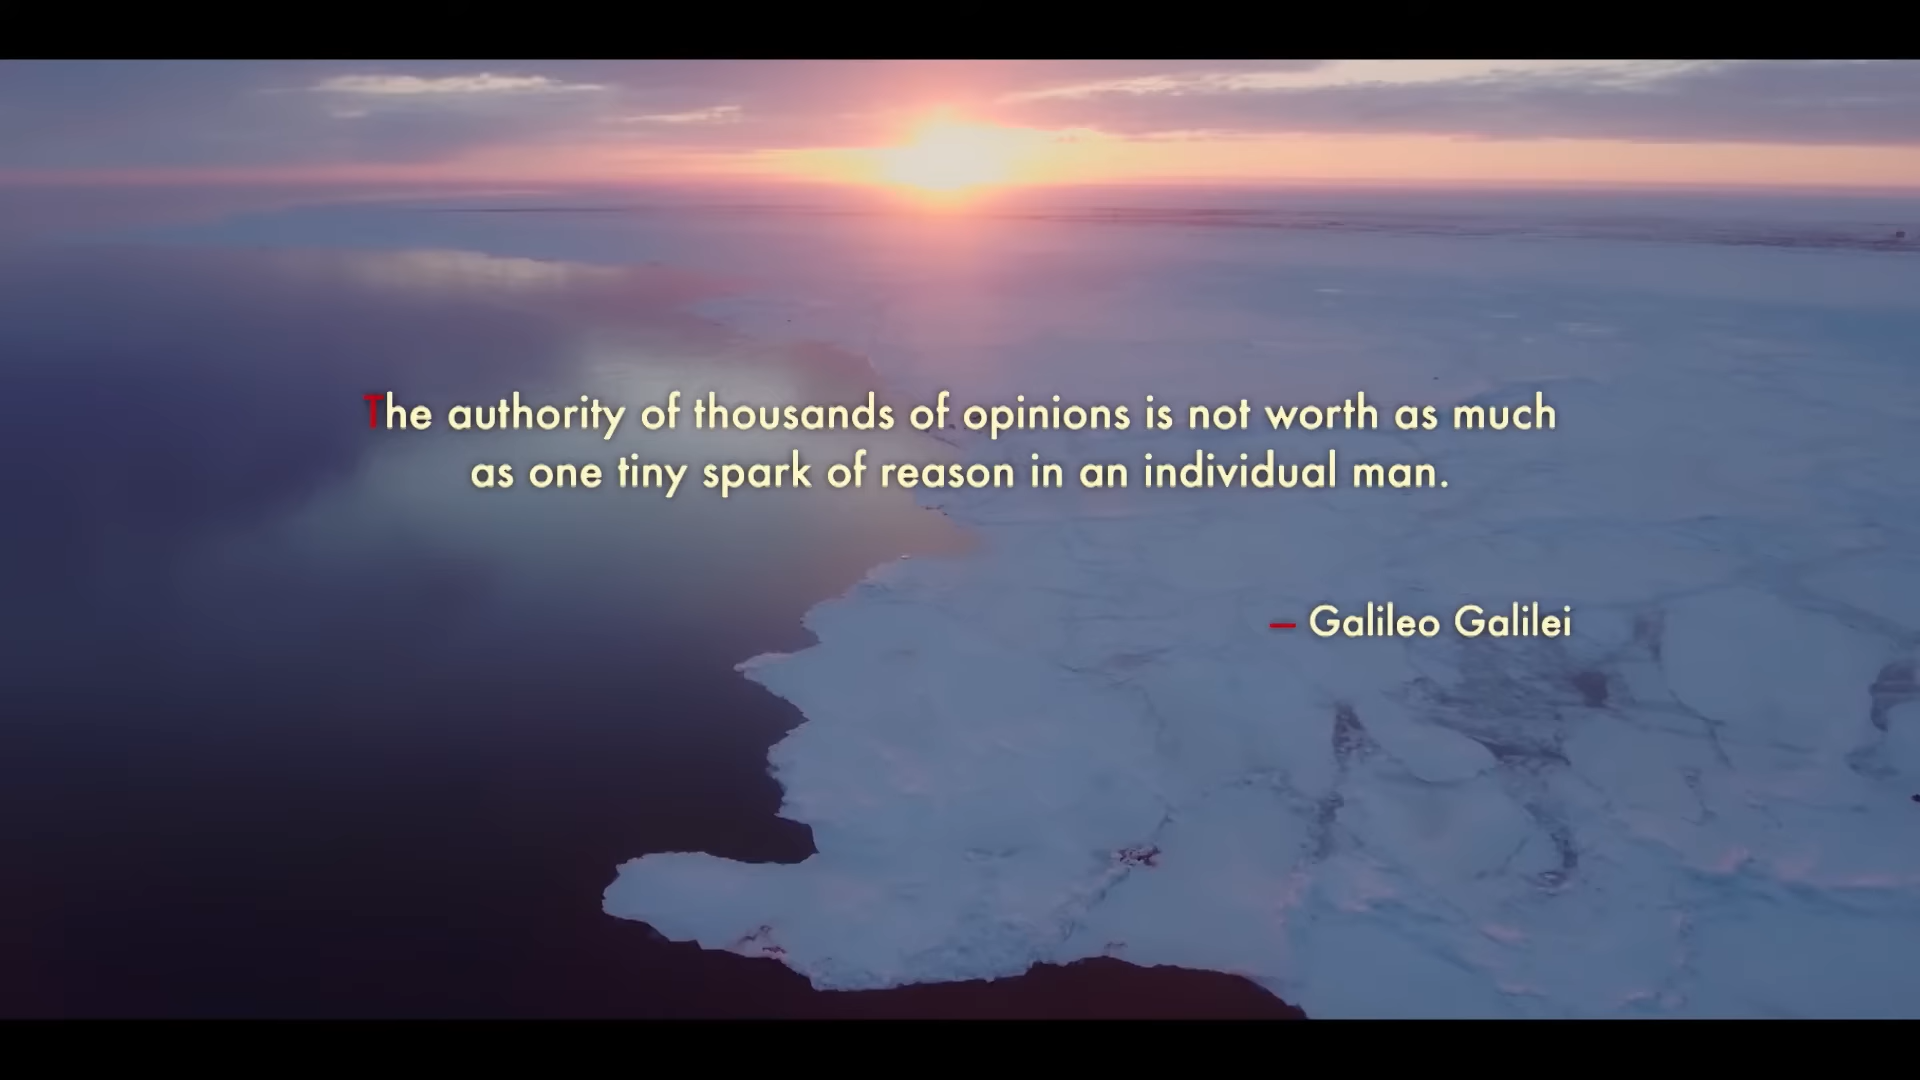 The authority of thousands of opinions is not worth as much
as one tiny spark of reason in an individual man.
— Galileo Galilei